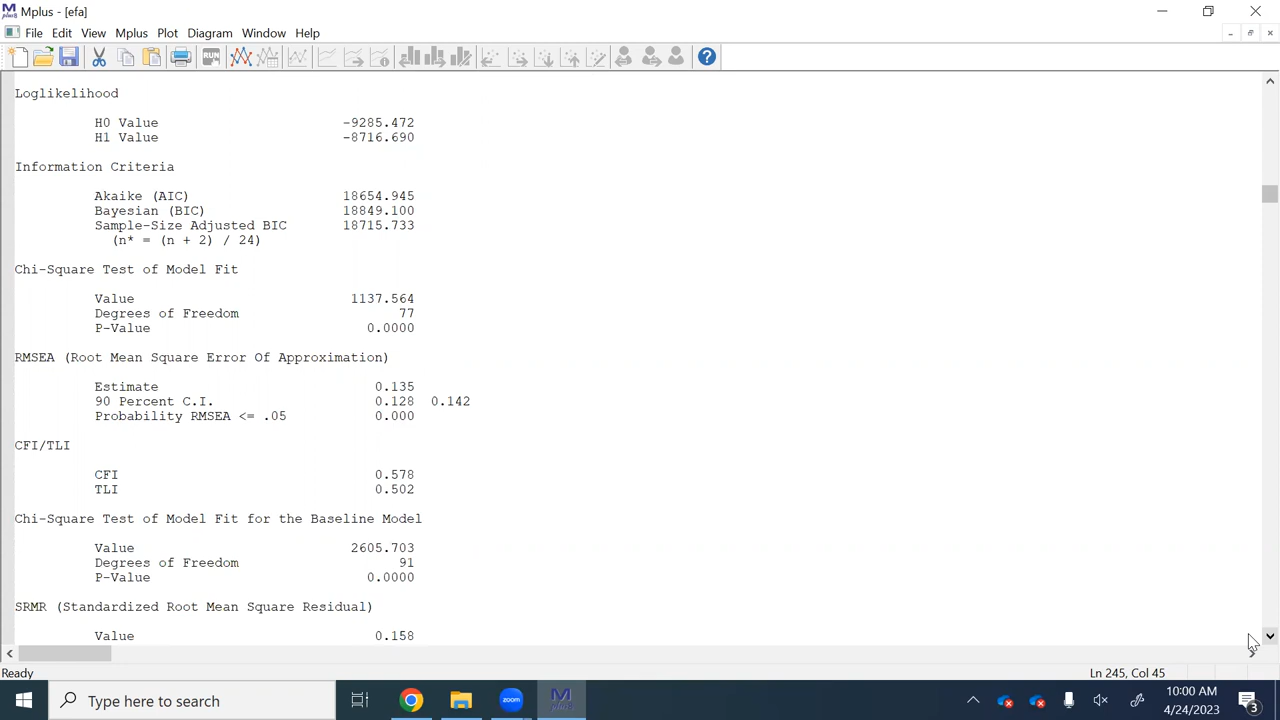 Mplus - [efa]
File Edit View Mplus Plot Diagram Window Help
RUN
Loglikelihood
H0 Value -9285.472
H1 Value -8716.690
Information Criteria
Akaike (AIC) 18654.945
Bayesian (BIC) 18849.100
Sample-Size Adjusted BIC 18715.733
(n* = (n + 2) / 24)
Chi-Square Test of Model Fit
Value 1137.564
Degrees of Freedom 77
P-Value 0.0000
RMSEA (Root Mean Square Error Of Approximation)
Estimate 0.135
90 Percent C.I. 0.128 0.142
Probability RMSEA <= .05 0.000
CFI/TLI
CFI 0.578
TLI 0.502
Chi-Square Test of Model Fit for the Baseline Model
Value 2605.703
Degrees of Freedom 91
P-Value 0.0000
SRMR (Standardized Root Mean Square Residual)
Value 0.158
Ready Ln 245, Col 45
Type here to search zoom 10:00 AM
4/24/2023 3